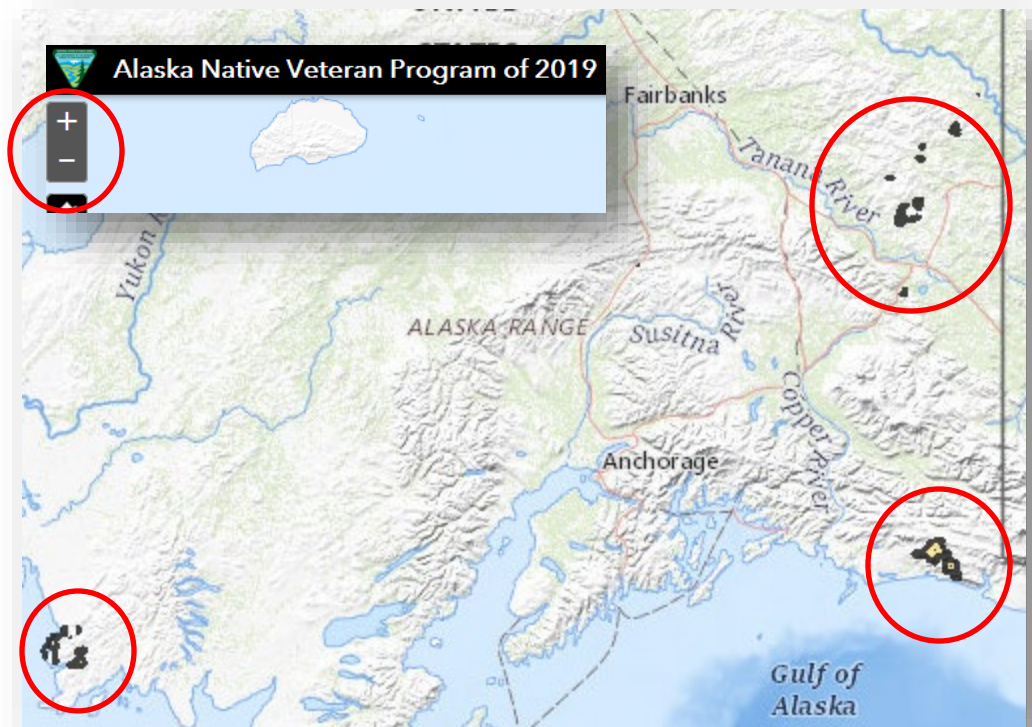 Alaska Native Veteran Program of 2019
+
−
Fairbanks
Tanana River
Yukon
ALASKA RANGE
Susitna
River
Copper River
Anchorage
Gulf of
Alaska